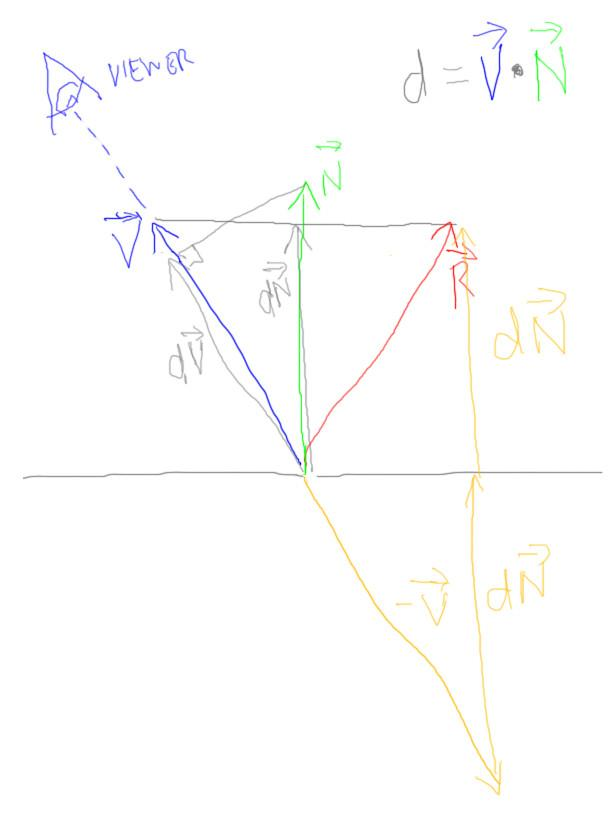 VIEWER
d = V⃗ • N⃗
N⃗
V⃗
dN⃗
R⃗
dV⃗
dN⃗
-V⃗
dN⃗